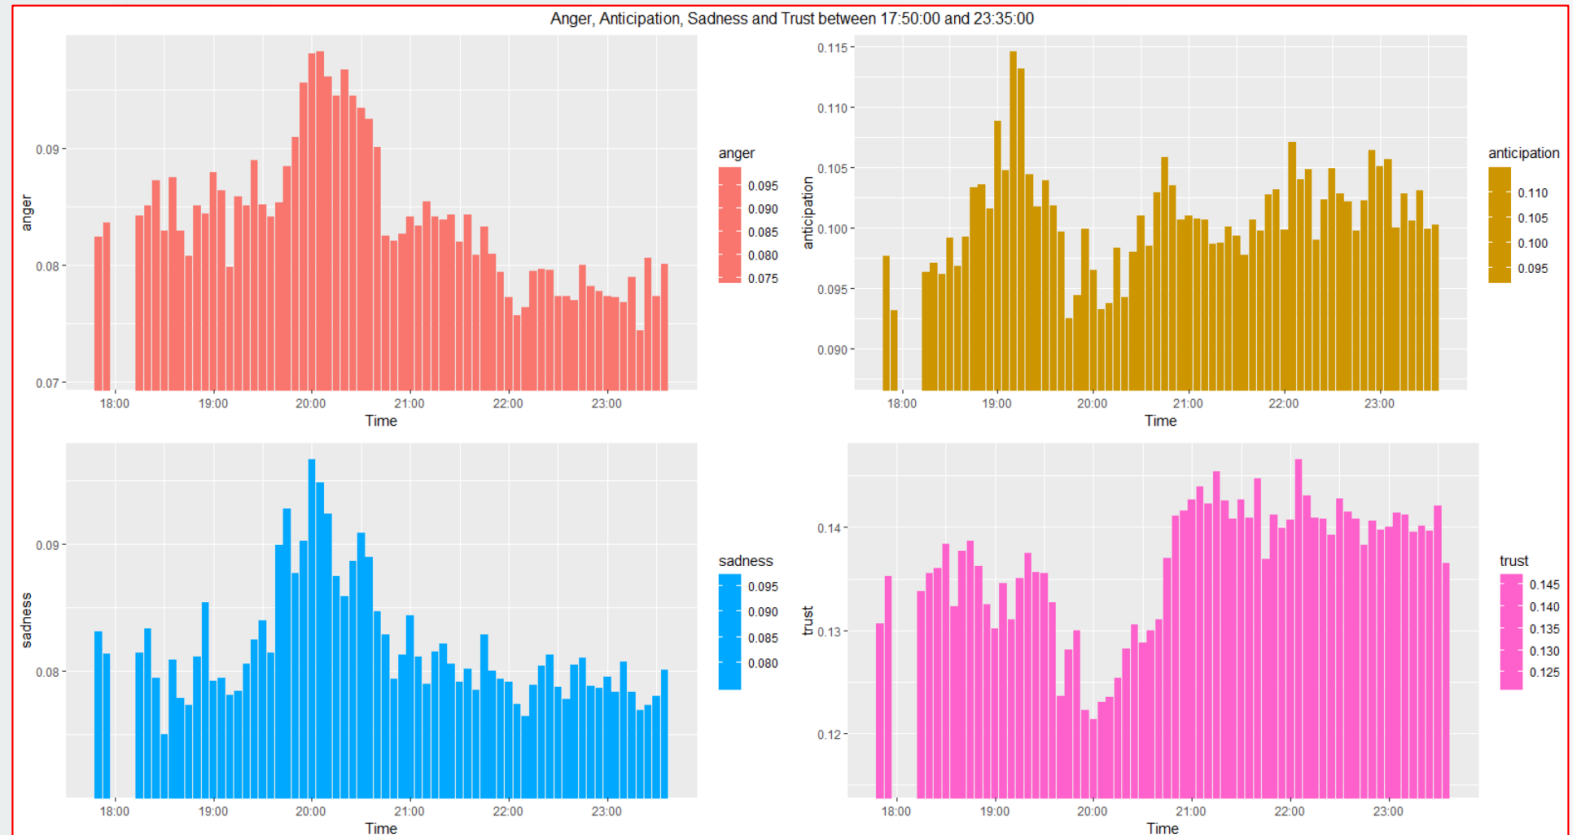 Anger, Anticipation, Sadness and Trust between 17:50:00 and 23:35:00
anger
0.09
0.08
0.07
18:00 19:00 20:00 21:00 22:00 23:00
Time
anger
0.095
0.090
0.085
0.080
0.075
anticipation
0.115
0.110
0.105
0.100
0.095
0.090
18:00 19:00 20:00 21:00 22:00 23:00
Time
anticipation
0.110
0.105
0.100
0.095
sadness
0.09
0.08
18:00 19:00 20:00 21:00 22:00 23:00
Time
sadness
0.095
0.090
0.085
0.080
trust
0.14
0.13
0.12
18:00 19:00 20:00 21:00 22:00 23:00
Time
trust
0.145
0.140
0.135
0.130
0.125